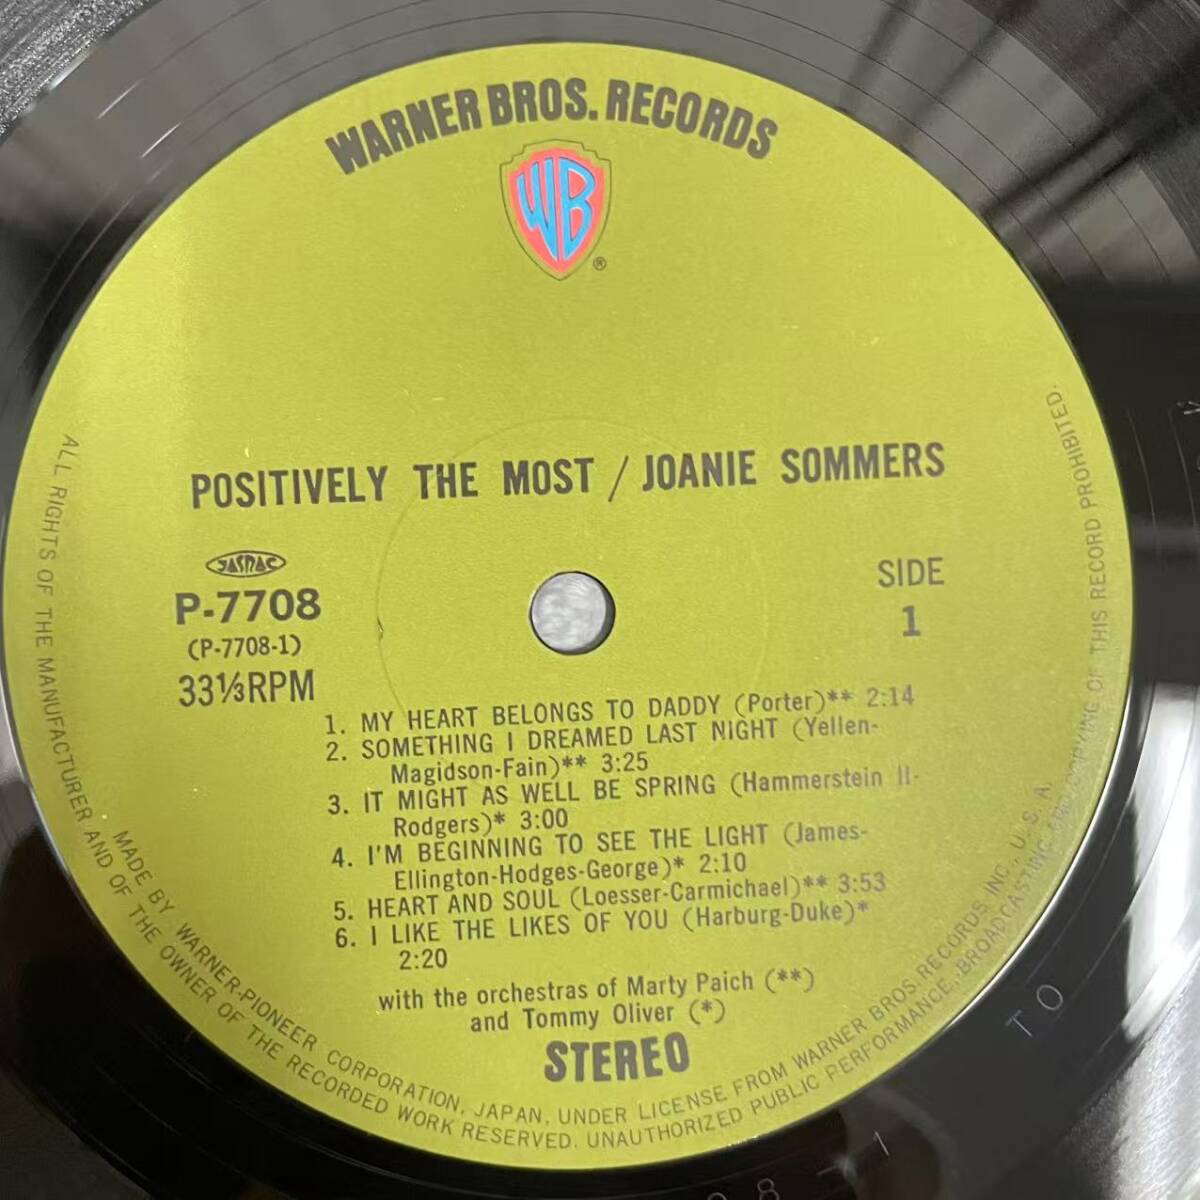 WARNER BROS. RECORDS
WB
®
POSITIVELY THE MOST / JOANIE SOMMERS
JASRAC
P-7708
(P-7708-1)
33⅓RPM
SIDE
1
1. MY HEART BELONGS TO DADDY (Porter)** 2:14
2. SOMETHING I DREAMED LAST NIGHT (Yellen-
Magidson-Fain)** 3:25
3. IT MIGHT AS WELL BE SPRING (Hammerstein II-
Rodgers)* 3:00
4. I'M BEGINNING TO SEE THE LIGHT (James-
Ellington-Hodges-George)* 2:10
5. HEART AND SOUL (Loesser-Carmichael)** 3:53
6. I LIKE THE LIKES OF YOU (Harburg-Duke)*
2:20
with the orchestras of Marty Paich (**)
and Tommy Oliver (*)
STEREO
MADE BY WARNER-PIONEER CORPORATION, JAPAN, UNDER LICENSE FROM WARNER BROS. RECORDS INC., U.S.A.
ALL RIGHTS OF THE MANUFACTURER AND OF THE OWNER OF THE RECORDED WORK RESERVED. UNAUTHORIZED PUBLIC PERFORMANCE, BROADCASTING AND COPYING OF THIS RECORD PROHIBITED.
TO